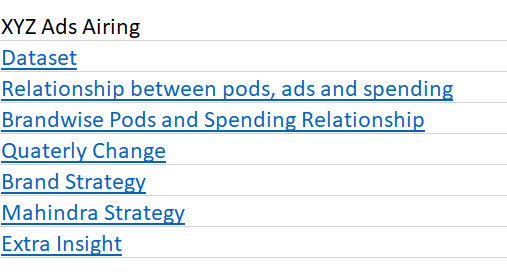 XYZ Ads Airing
Dataset
Relationship between pods, ads and spending
Brandwise Pods and Spending Relationship
Quaterly Change
Brand Strategy
Mahindra Strategy
Extra Insight